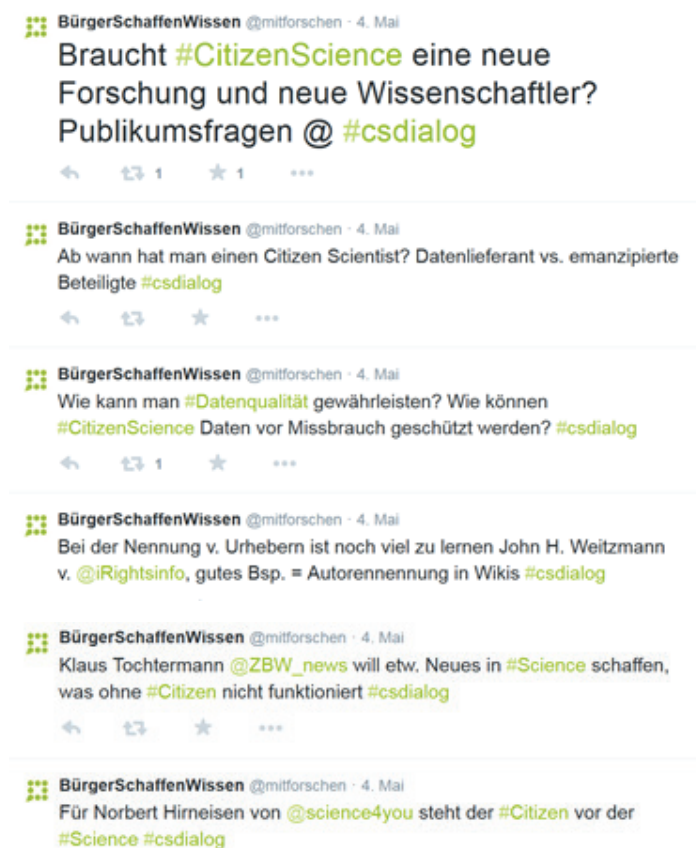 BürgerSchaffenWissen @mitforschen · 4. Mai
Braucht #CitizenScience eine neue
Forschung und neue Wissenschaftler?
Publikumsfragen @ #csdialog
1 1
BürgerSchaffenWissen @mitforschen · 4. Mai
Ab wann hat man einen Citizen Scientist? Datenlieferant vs. emanzipierte
Beteiligte #csdialog
BürgerSchaffenWissen @mitforschen · 4. Mai
Wie kann man #Datenqualität gewährleisten? Wie können
#CitizenScience Daten vor Missbrauch geschützt werden? #csdialog
1
BürgerSchaffenWissen @mitforschen · 4. Mai
Bei der Nennung v. Urhebern ist noch viel zu lernen John H. Weitzmann
v. @iRightsinfo, gutes Bsp. = Autorennennung in Wikis #csdialog
BürgerSchaffenWissen @mitforschen · 4. Mai
Klaus Tochtermann @ZBW_news will etw. Neues in #Science schaffen,
was ohne #Citizen nicht funktioniert #csdialog
BürgerSchaffenWissen @mitforschen · 4. Mai
Für Norbert Hirneisen von @science4you steht der #Citizen vor der
#Science #csdialog